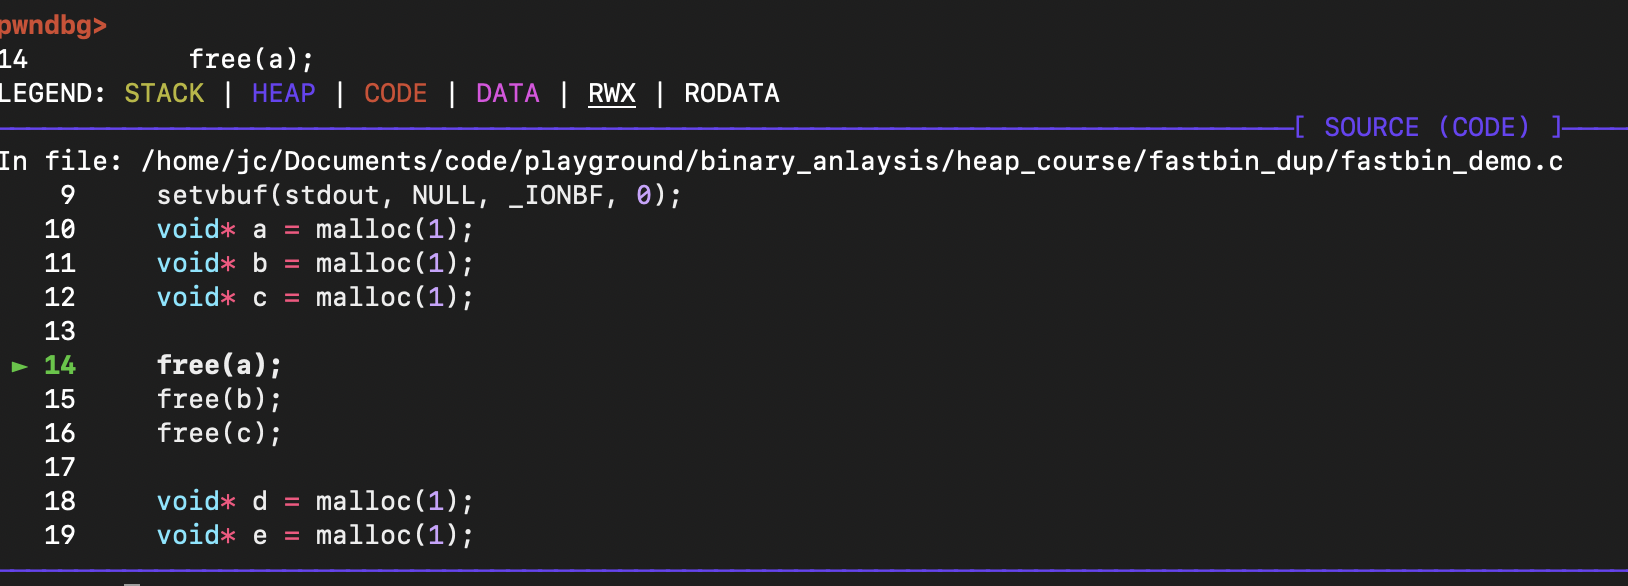 pwndbg>
14        free(a);
LEGEND: STACK | HEAP | CODE | DATA | RWX | RODATA
[ SOURCE (CODE) ]
In file: /home/jc/Documents/code/playground/binary_anlaysis/heap_course/fastbin_dup/fastbin_demo.c
    9     setvbuf(stdout, NULL, _IONBF, 0);
   10     void* a = malloc(1);
   11     void* b = malloc(1);
   12     void* c = malloc(1);
   13
 ► 14     free(a);
   15     free(b);
   16     free(c);
   17
   18     void* d = malloc(1);
   19     void* e = malloc(1);